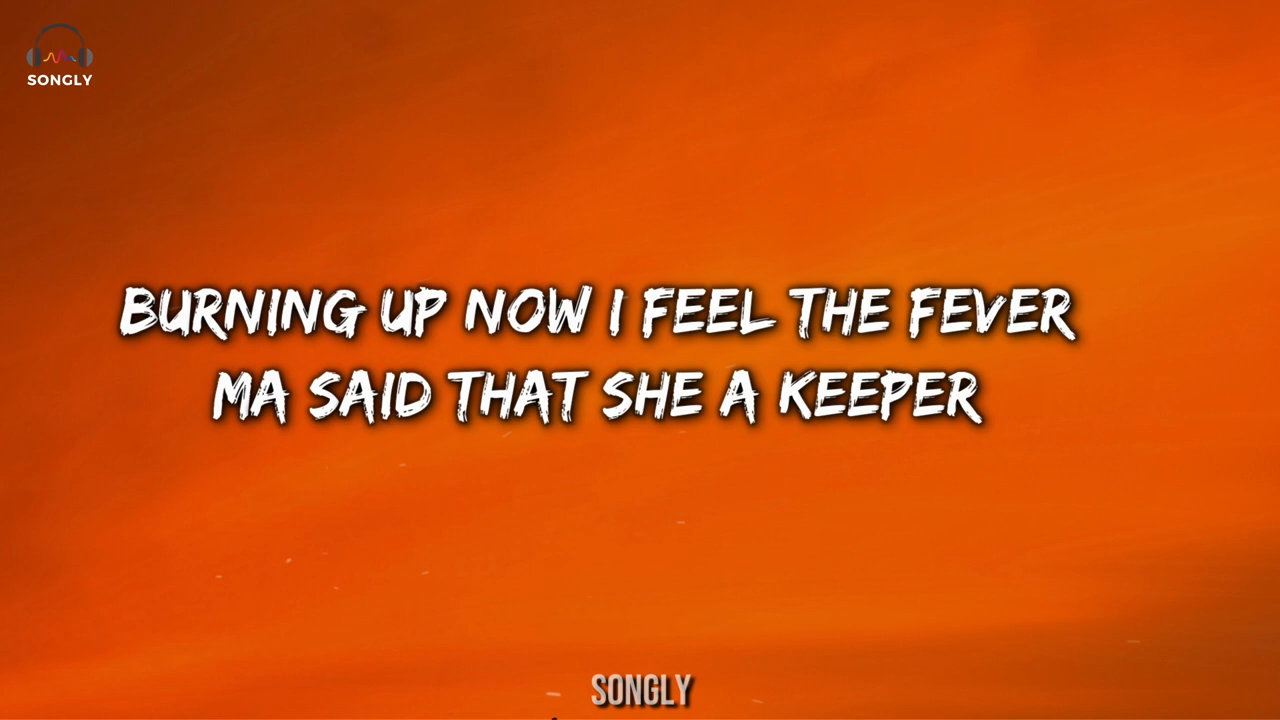 SONGLY
BURNING UP NOW I FEEL THE FEVER
MA SAID THAT SHE A KEEPER
SONGLY